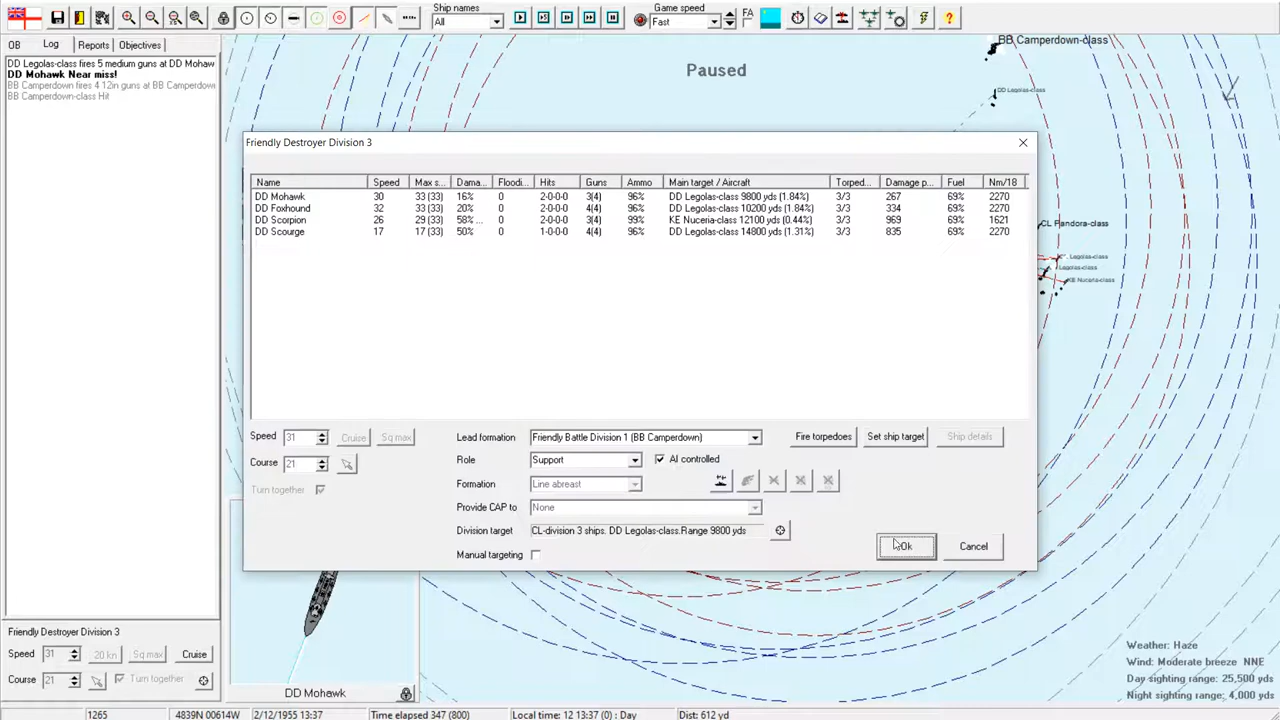 Ship names
All
Game speed
Fast
FA
OB Log Reports Objectives
DD Legolas-class fires 5 medium guns at DD Mohaw
DD Mohawk Near miss!
BB Camperdown fires 4 12in guns at BB Camperdown
BB Camperdown-class Hit
Paused
BB Camperdown-class
DD Legolas-class
CL Pandora-class
Legolas-class
Legolas-class
KE Nuceria-class
Friendly Destroyer Division 3
Name Speed Max s... Dama... Floodi... Hits Guns Ammo Main target / Aircraft Torped... Damage p... Fuel Nm/18
DD Mohawk 30 33 (33) 16% 0 2-0-0-0 3(4) 96% DD Legolas-class 9800 yds (1.84%) 3/3 267 69% 2270
DD Foxhound 32 33 (33) 20% 0 2-0-0-0 4(4) 96% DD Legolas-class 10200 yds (1.84%) 3/3 334 69% 2270
DD Scorpion 26 29 (33) 58% ... 0 2-0-0-0 3(4) 99% KE Nuceria-class 12100 yds (0.44%) 3/3 969 69% 1621
DD Scourge 17 17 (33) 50% 0 1-0-0-0 4(4) 96% DD Legolas-class 14800 yds (1.31%) 3/3 835 69% 2270
Speed 31 Cruise Sq max
Course 21
Turn together
Lead formation Friendly Battle Division 1 (BB Camperdown)
Role Support AI controlled
Formation Line abreast
Provide CAP to None
Division target CL-division 3 ships. DD Legolas-class.Range 9800 yds
Manual targeting
Fire torpedoes Set ship target Ship details
Ok Cancel
Friendly Destroyer Division 3
Speed 31 20 kn Sq max Cruise
Course 21 Turn together
DD Mohawk
Weather: Haze
Wind: Moderate breeze NNE
Day sighting range: 25,500 yds
Night sighting range: 4,000 yds
1265 4839N 00614W 2/12/1955 13:37 Time elapsed 347 (800) Local time: 12 13:37 (0) : Day Dist: 612 yd